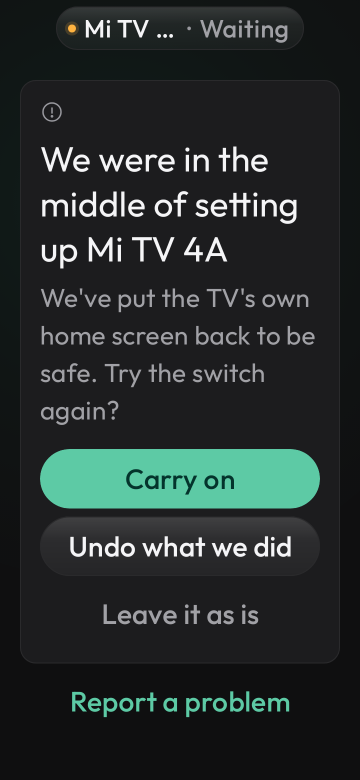 Mi TV ... · Waiting
We were in the
middle of setting
up Mi TV 4A
We've put the TV's own
home screen back to be
safe. Try the switch
again?
Carry on
Undo what we did
Leave it as is
Report a problem